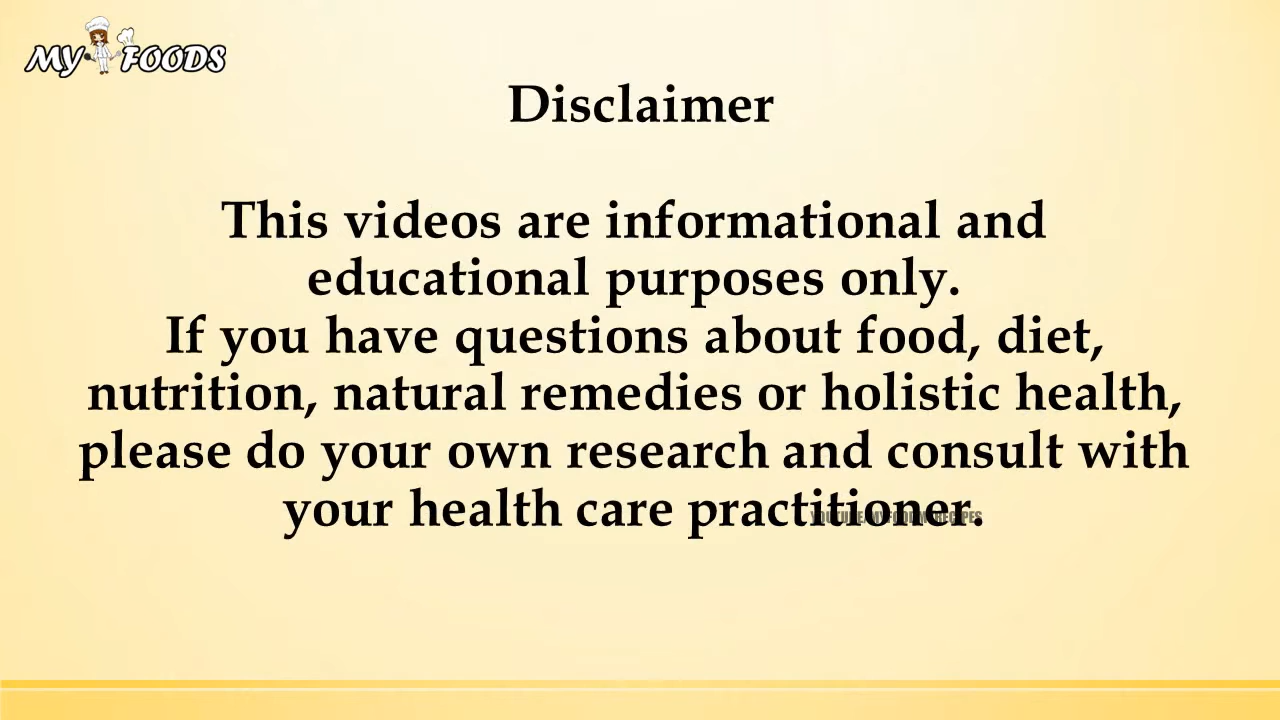 MY FOODS
Disclaimer
This videos are informational and
educational purposes only.
If you have questions about food, diet,
nutrition, natural remedies or holistic health,
please do your own research and consult with
your health care practitioner.